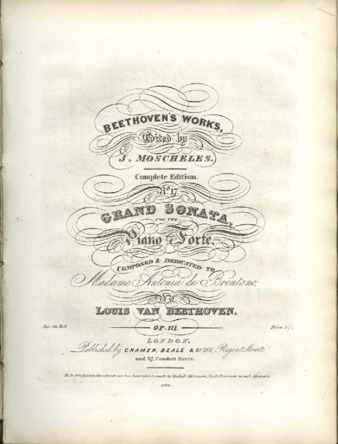 BEETHOVEN'S WORKS,
Edited by
J. MOSCHELES.
Complete Edition.
GRAND SONATA,
FOR THE
Piano Forte,
COMPOSED & DEDICATED TO
Madame Antonia de Brentano,
BY
LOUIS VAN BEETHOVEN.
OP. 111
LONDON,
Published by CRAMER, BEALE & Co. 201, Regent Street,
and 67, Conduit Street.